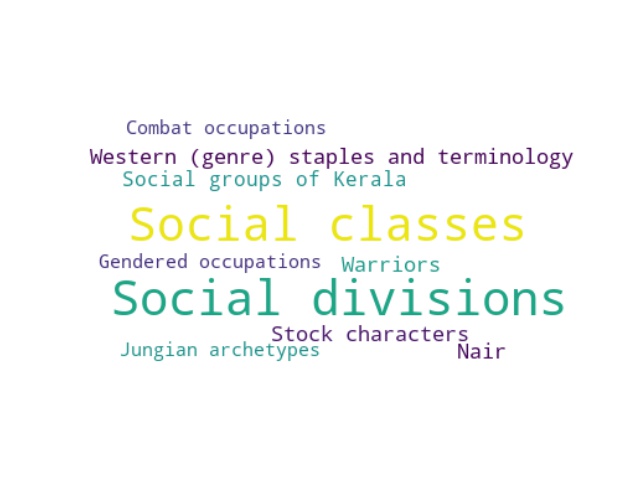 Combat occupations
Western (genre) staples and terminology
Social groups of Kerala
Social classes
Gendered occupations
Warriors
Social divisions
Stock characters
Jungian archetypes
Nair